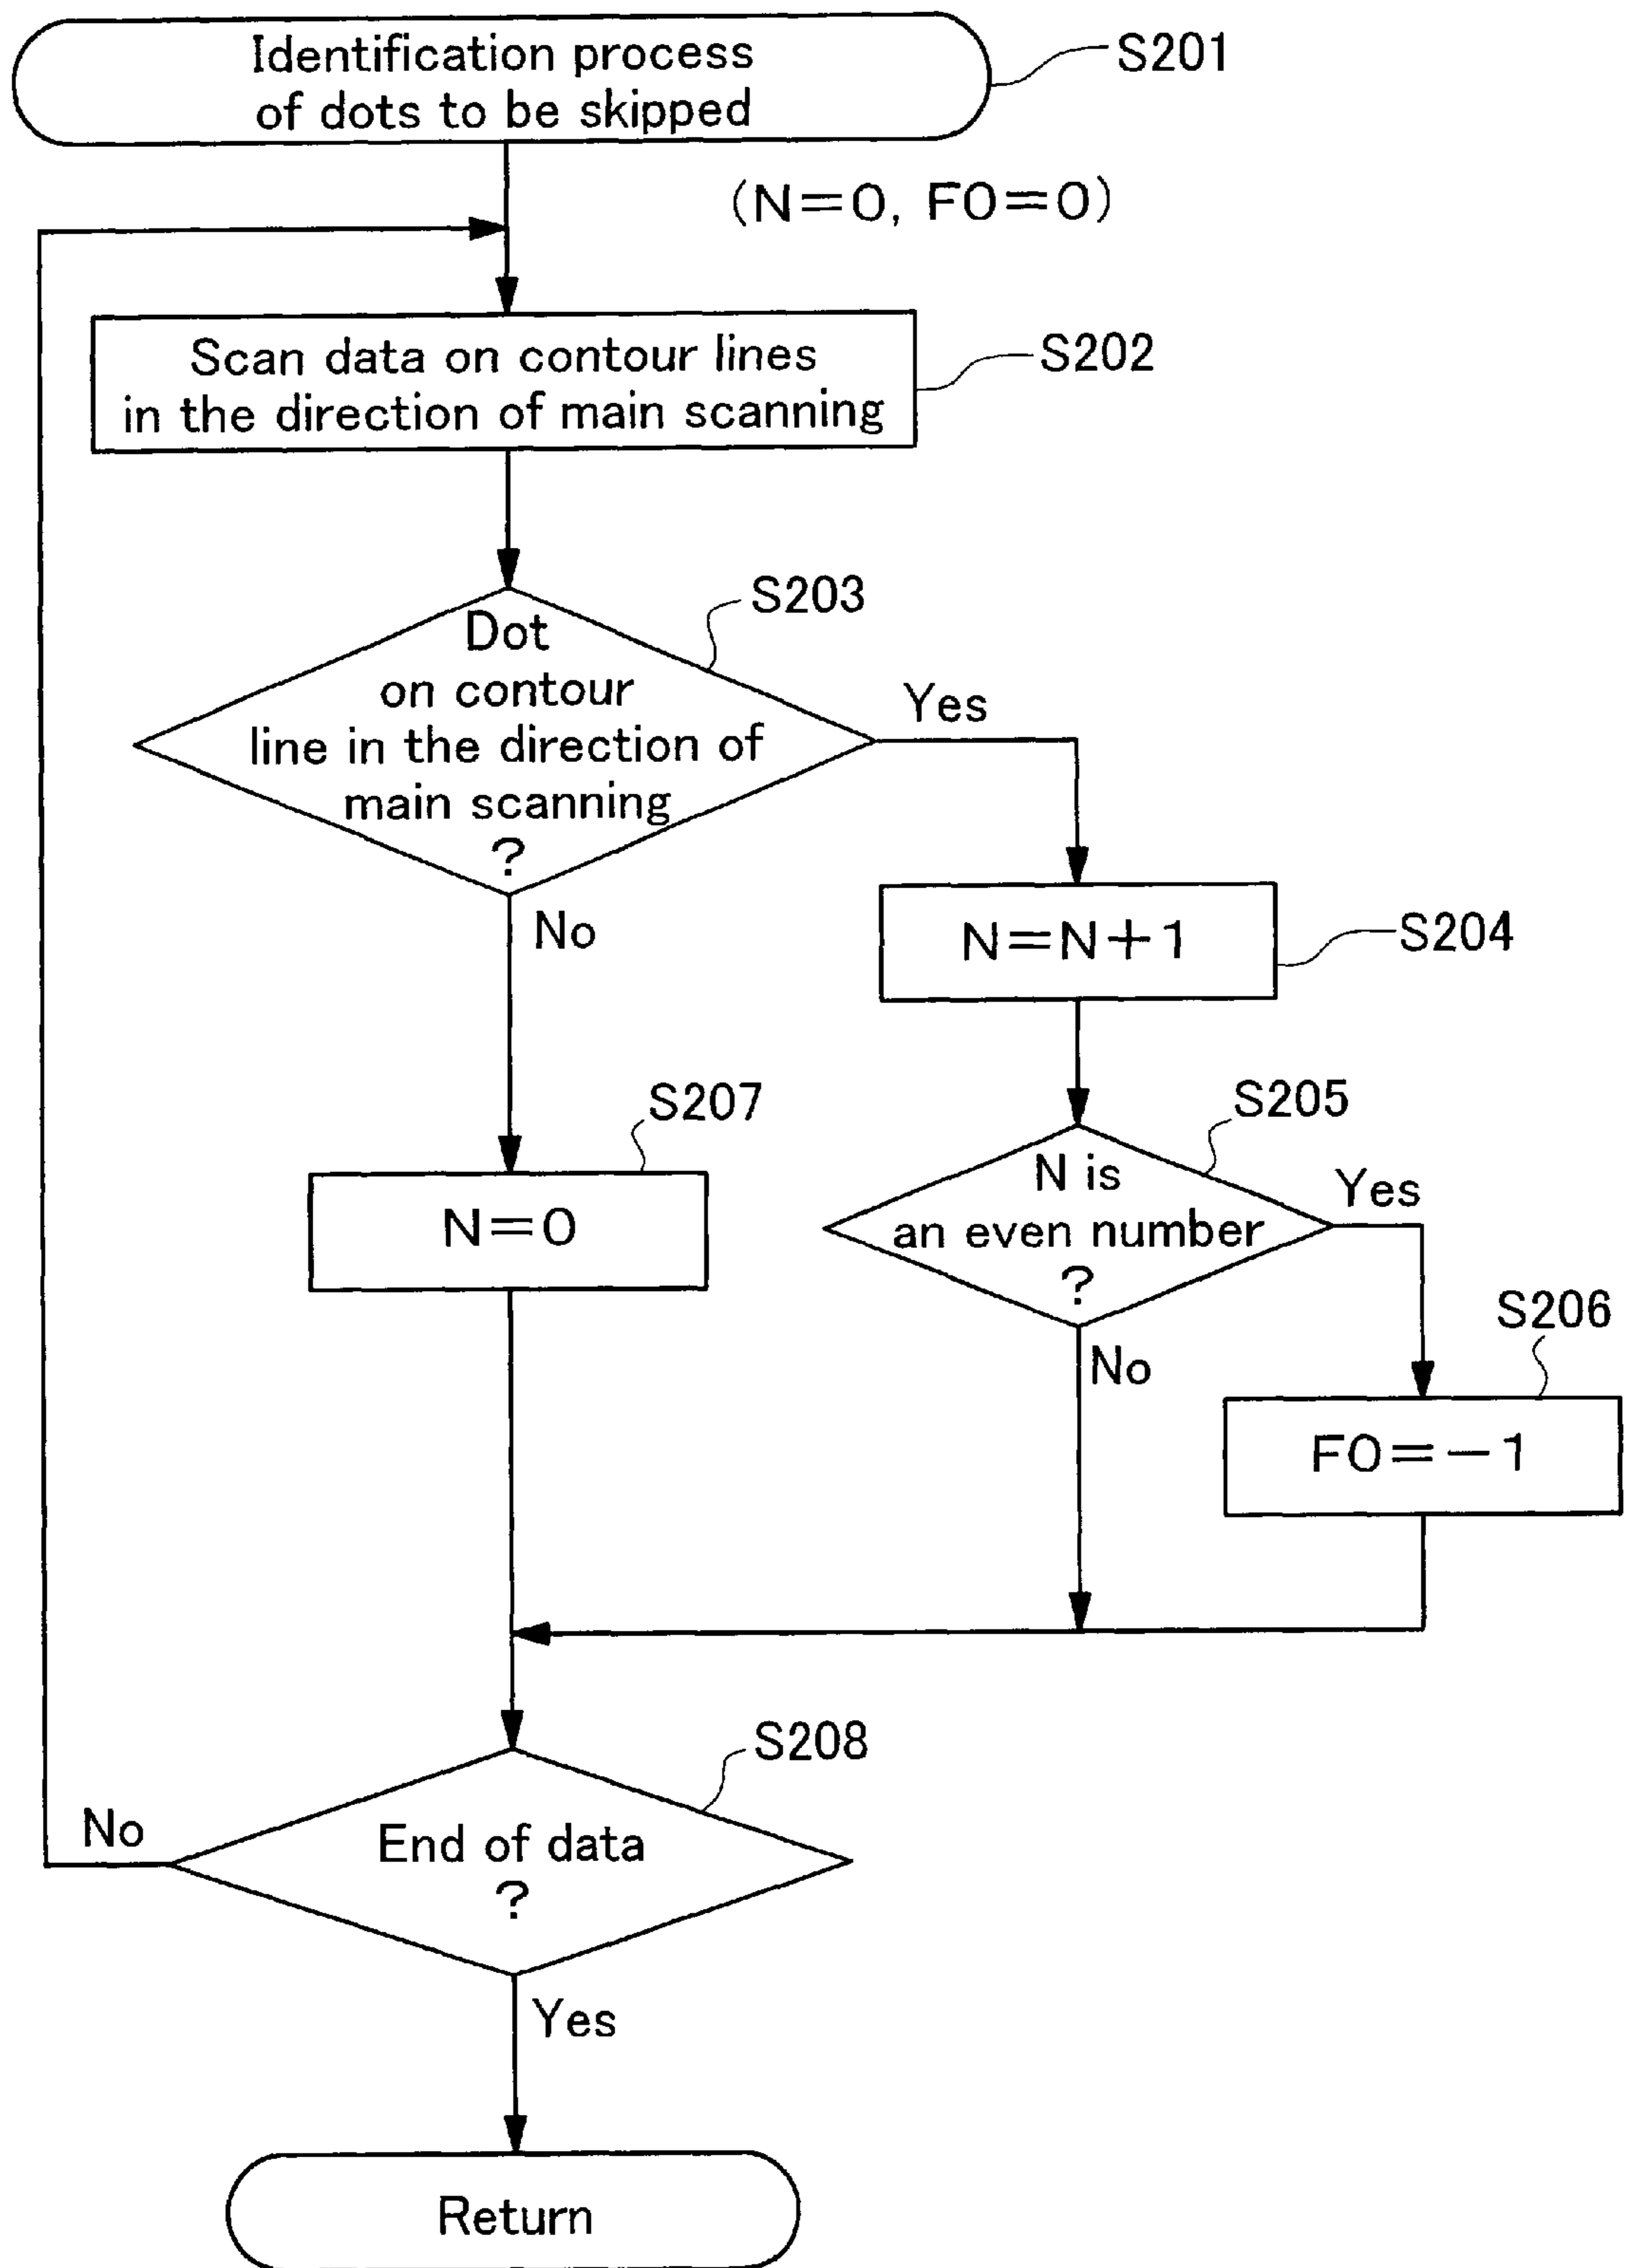 Identification process
of dots to be skipped
S201
(N=0, F0=0)
Scan data on contour lines
in the direction of main scanning
S202
Dot
on contour
line in the direction of
main scanning
?
S203
Yes
No
N=N+1
S204
S207
N=0
S205
N is
an even number
?
Yes
No
S206
F0=-1
S208
End of data
?
No
Yes
Return